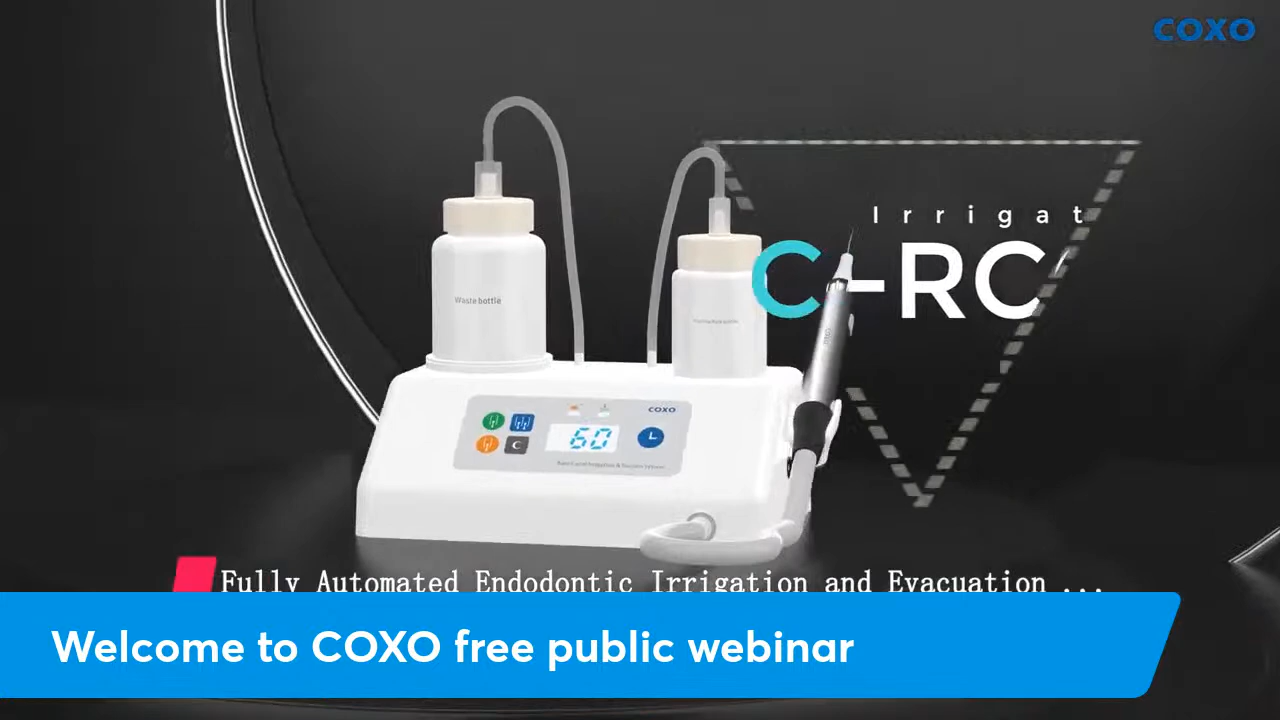 COXO
Irrigat
C-RC
Waste bottle
COXO
C
60
Fully Automated Endodontic Irrigation and Evacuation ...
Welcome to COXO free public webinar